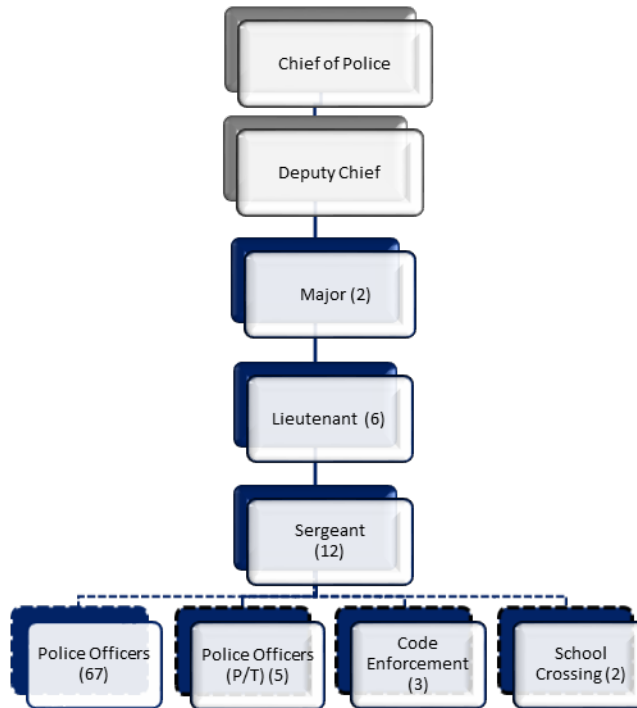 Chief of Police
Deputy Chief
Major (2)
Lieutenant (6)
Sergeant
(12)
Police Officers
(67)
Police Officers
(P/T) (5)
Code
Enforcement
(3)
School
Crossing (2)